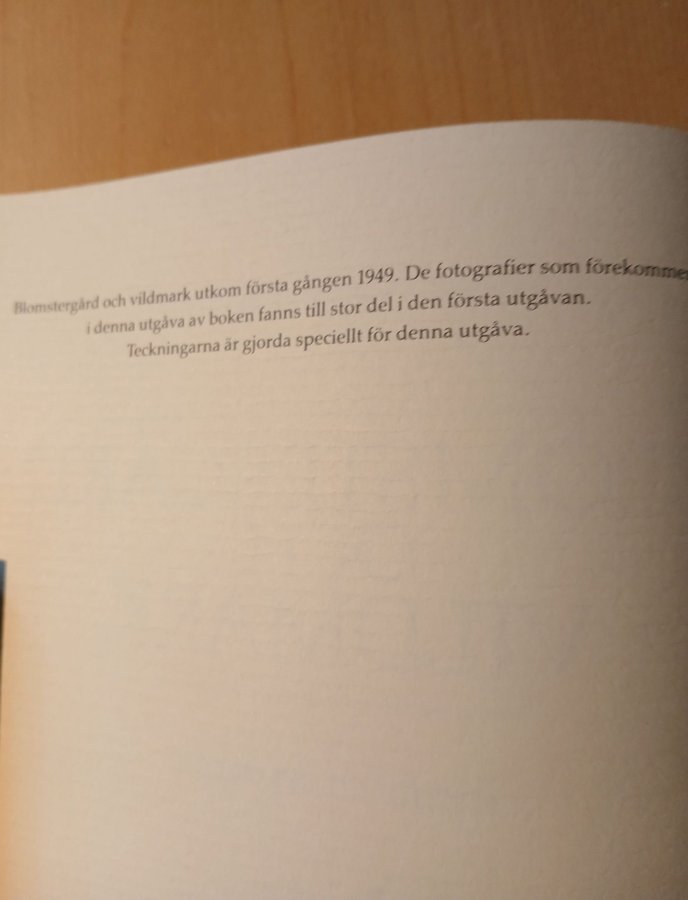 Blomstergård och vildmark utkom första gången 1949. De fotografier som förekommer
i denna utgåva av boken fanns till stor del i den första utgåvan.
Teckningarna är gjorda speciellt för denna utgåva.